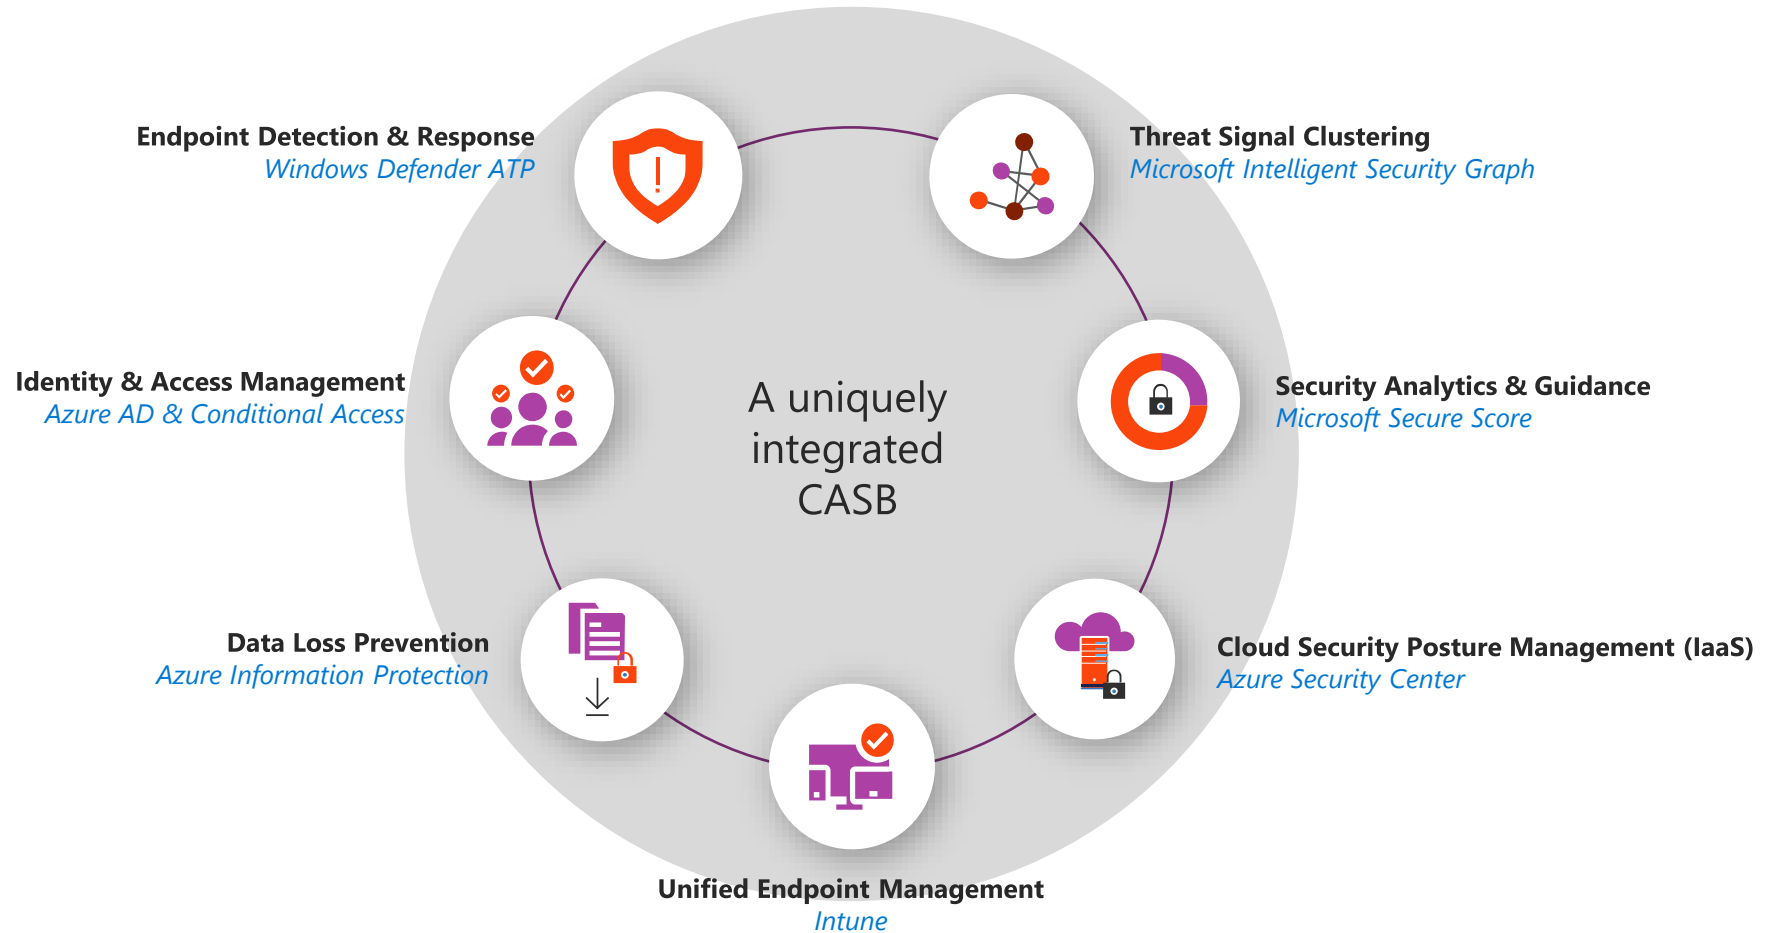 Endpoint Detection & Response
Windows Defender ATP
Threat Signal Clustering
Microsoft Intelligent Security Graph
Identity & Access Management
Azure AD & Conditional Access
A uniquely
integrated
CASB
Security Analytics & Guidance
Microsoft Secure Score
Data Loss Prevention
Azure Information Protection
Cloud Security Posture Management (IaaS)
Azure Security Center
Unified Endpoint Management
Intune